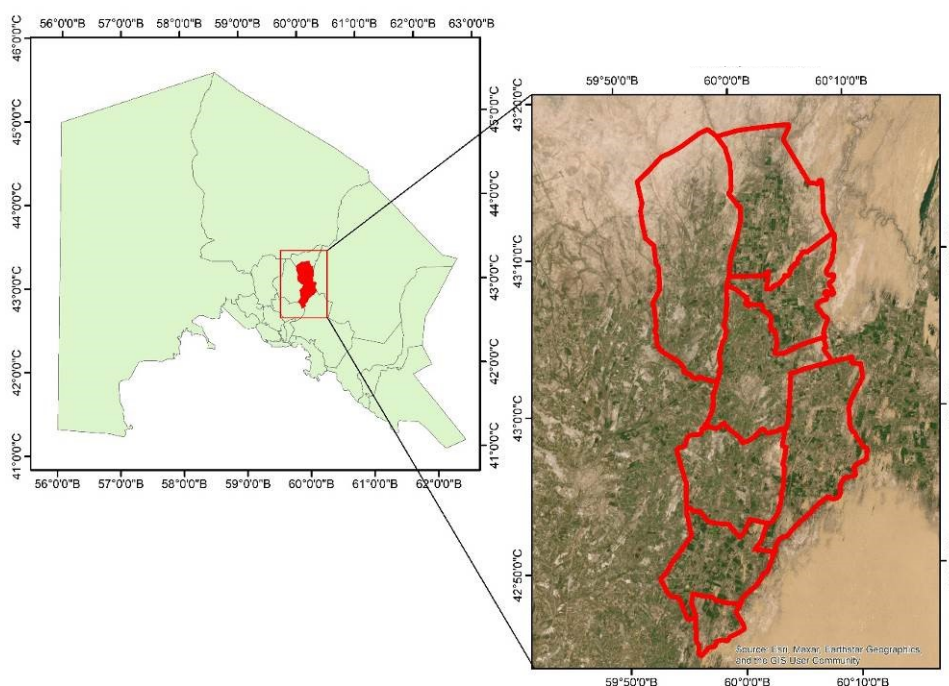 56°0'0"B 57°0'0"B 58°0'0"B 59°0'0"B 60°0'0"B 61°0'0"B 62°0'0"B 63°0'0"B
46°0'0"C
45°0'0"C
44°0'0"C
43°0'0"C
42°0'0"C
41°0'0"C
45°0'0"C
44°0'0"C
43°0'0"C
42°0'0"C
41°0'0"C
56°0'0"B 57°0'0"B 58°0'0"B 59°0'0"B 60°0'0"B 61°0'0"B 62°0'0"B
59°50'0"B 60°0'0"B 60°10'0"B
43°20'0"C
43°10'0"C
43°0'0"C
42°50'0"C
Source: Esri, Maxar, Earthstar Geographics,
and the GIS User Community
59°50'0"B 60°0'0"B 60°10'0"B